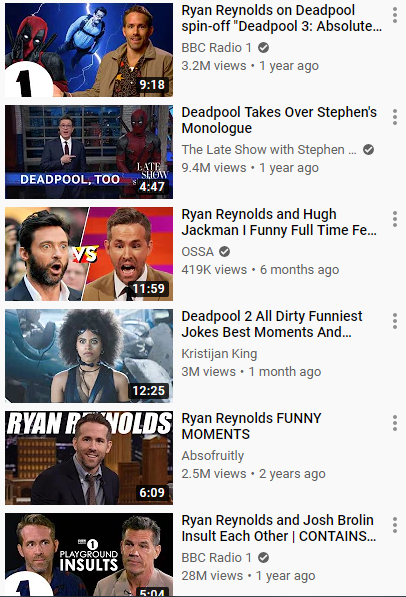 Ryan Reynolds on Deadpool
spin-off "Deadpool 3: Absolute...
BBC Radio 1
3.2M views • 1 year ago
1
9:18
Deadpool Takes Over Stephen's
Monologue
The Late Show with Stephen ...
9.4M views • 1 year ago
DEADPOOL, TOO
LATE
SHOW
4:47
Ryan Reynolds and Hugh
Jackman I Funny Full Time Fe...
OSSA
419K views • 6 months ago
VS
11:59
Deadpool 2 All Dirty Funniest
Jokes Best Moments And...
Kristijan King
3M views • 1 month ago
12:25
Ryan Reynolds FUNNY
MOMENTS
Absofruitly
2.5M views • 2 years ago
RYAN REYNOLDS
6:09
Ryan Reynolds and Josh Brolin
Insult Each Other | CONTAINS...
BBC Radio 1
28M views • 1 year ago
1
PLAYGROUND
INSULTS
1
5:04